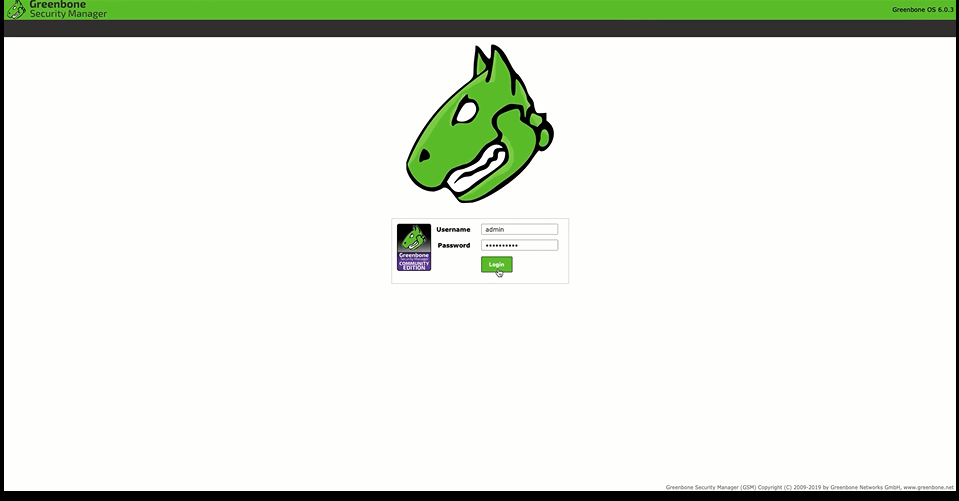 Greenbone
Security Manager
Greenbone OS 6.0.3
Username
admin
Password
••••••••••
Login
Greenbone
Security Manager
COMMUNITY
EDITION
Greenbone Security Manager (GSM) Copyright (C) 2009-2019 by Greenbone Networks GmbH, www.greenbone.net